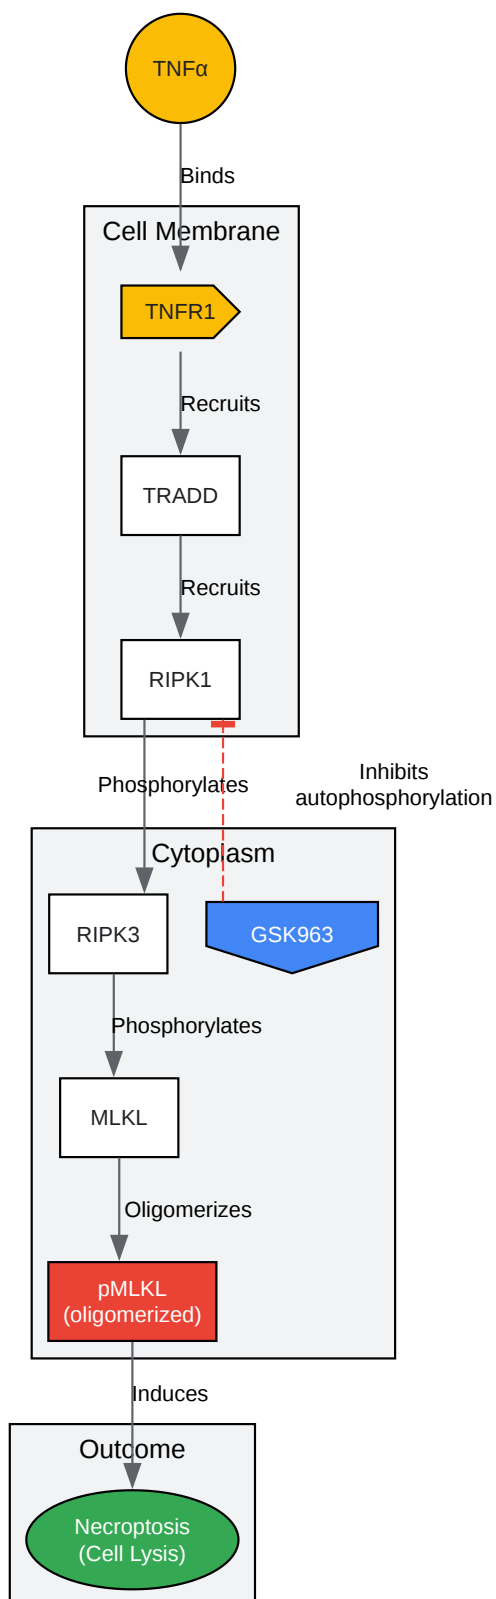 TNFα
Binds
Cell Membrane
TNFR1
Recruits
TRADD
Recruits
RIPK1
Phosphorylates
Inhibits
autophosphorylation
Cytoplasm
RIPK3
GSK963
Phosphorylates
MLKL
Oligomerizes
pMLKL
(oligomerized)
Induces
Outcome
Necroptosis
(Cell Lysis)